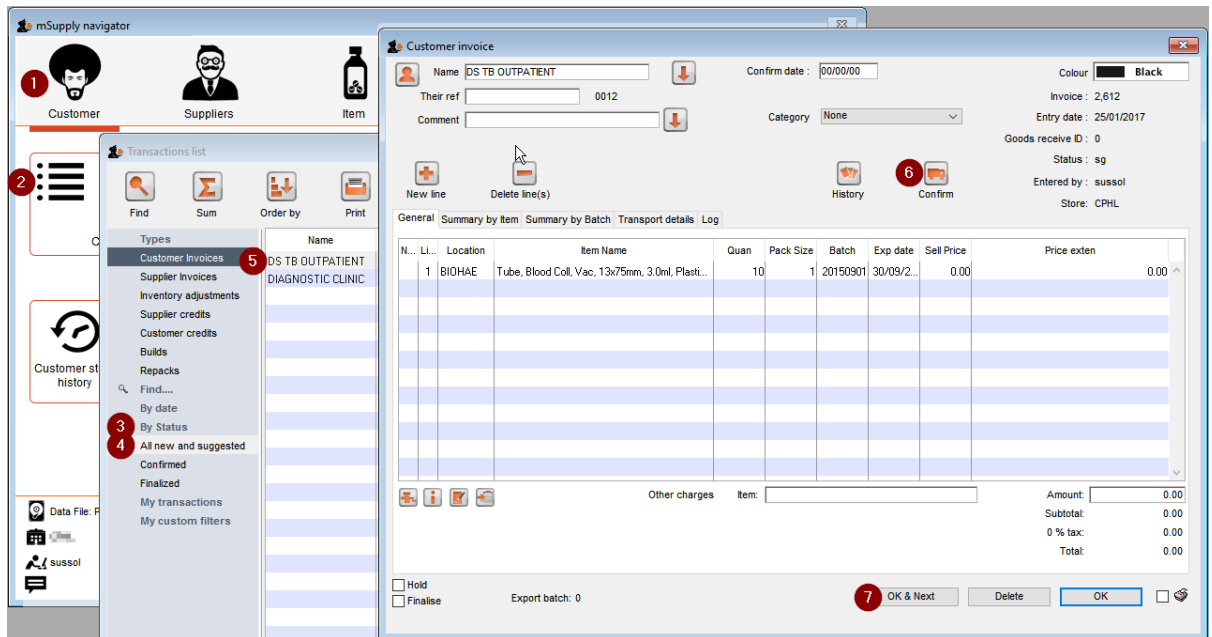 mSupply navigator
1
Customer
Suppliers
Item
2
C
Customer st
history
Data File: P
sussol
Transactions list
Find
Sum
Order by
Print
Types
Customer Invoices
Supplier Invoices
Inventory adjustments
Supplier credits
Customer credits
Builds
Repacks
Find....
By date
3 By Status
4 All new and suggested
Confirmed
Finalized
My transactions
My custom filters
Name
5 DS TB OUTPATIENT
DIAGNOSTIC CLINIC
Customer invoice
Name DS TB OUTPATIENT
Confirm date : 00/00/00
Colour Black
Their ref 0012
Invoice : 2,612
Comment
Category None
Entry date : 25/01/2017
Goods receive ID : 0
Status : sg
Entered by : sussol
Store: CPHL
New line
Delete line(s)
History
6
Confirm
General Summary by Item Summary by Batch Transport details Log
N... Li... Location Item Name Quan Pack Size Batch Exp date Sell Price Price exten
1 BIOHAE Tube, Blood Coll, Vac, 13x75mm, 3.0ml, Plasti... 10 1 20150901 30/09/2... 0.00 0.00
Other charges Item: Amount: 0.00
Subtotal: 0.00
0 % tax: 0.00
Total: 0.00
Hold
Finalise
Export batch: 0
7 OK & Next
Delete
OK